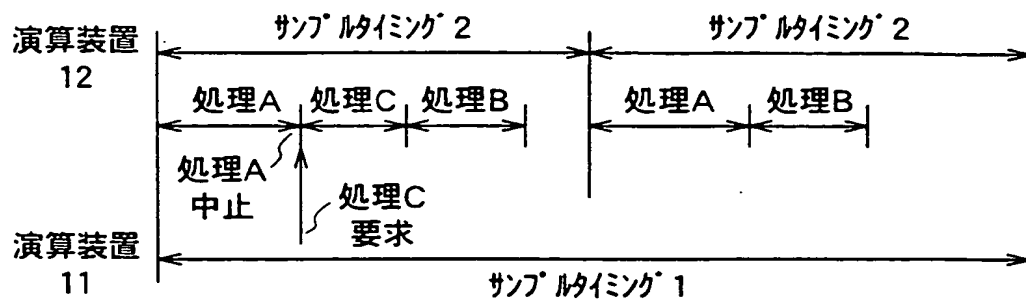 演算装置
12
サンプルタイミング2
サンプルタイミング2
処理A
処理C
処理B
処理A
処理B
処理A
中止
処理C
要求
演算装置
11
サンプルタイミング1